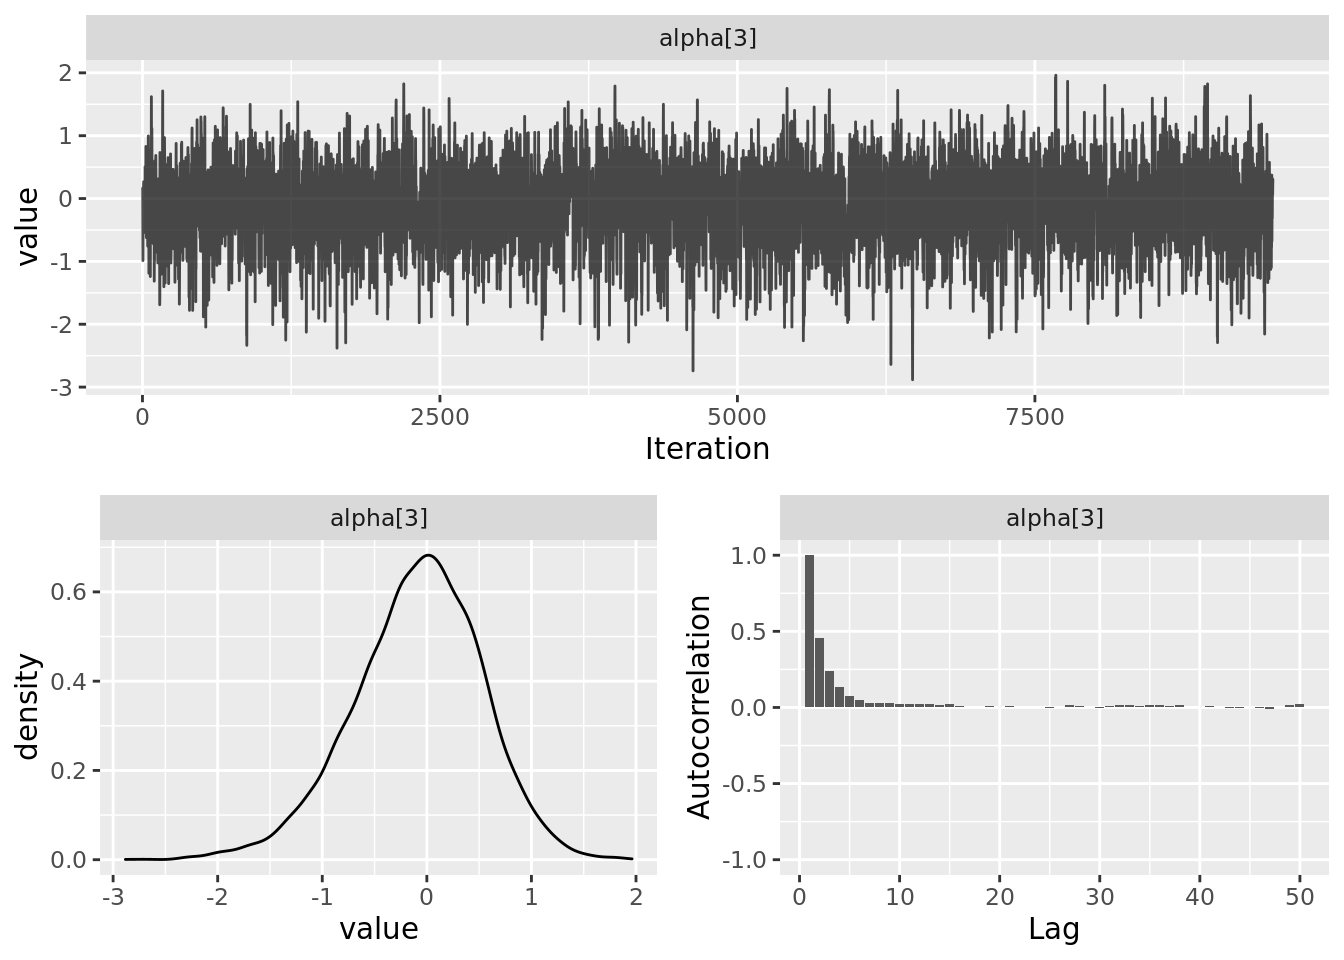 alpha[3]
2
1
0
-1
-2
-3
value
0 2500 5000 7500
Iteration
alpha[3]
0.6
0.4
0.2
0.0
density
-3 -2 -1 0 1 2
value
alpha[3]
1.0
0.5
0.0
-0.5
-1.0
Autocorrelation
0 10 20 30 40 50
Lag